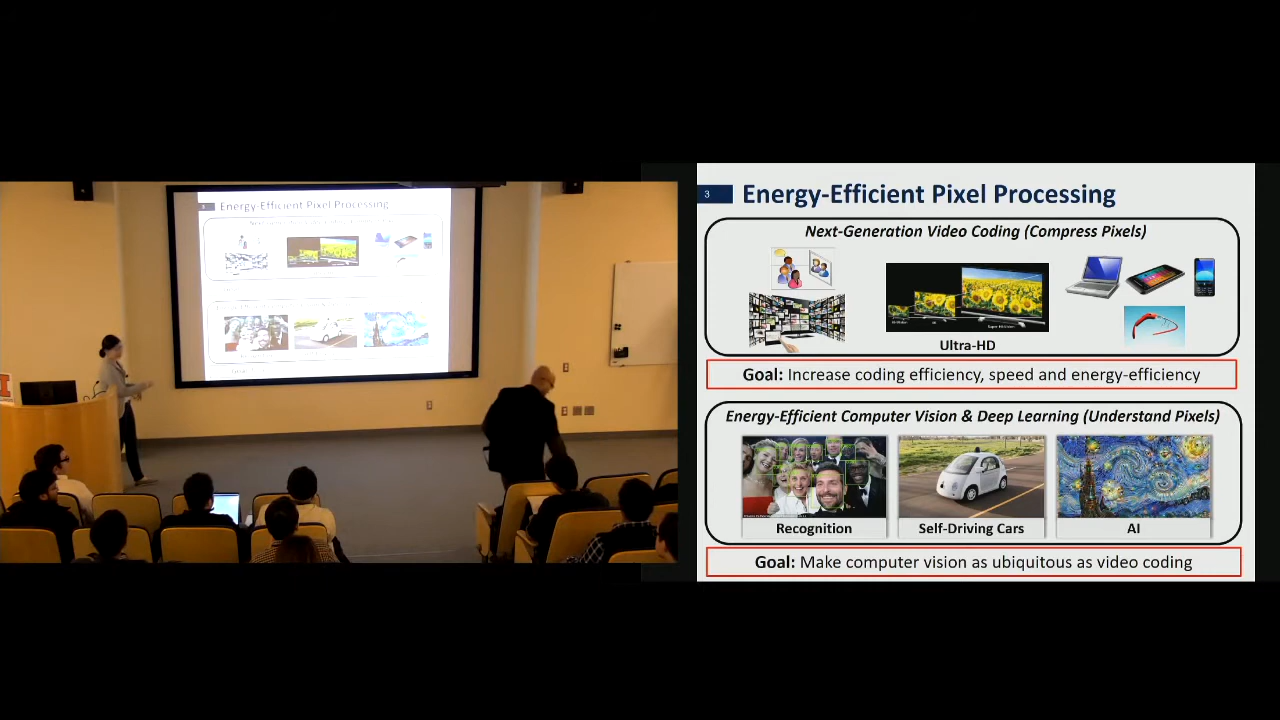 Energy-Efficient Pixel Processing
3
Energy-Efficient Pixel Processing
Next-Generation Video Coding (Compress Pixels)
Ultra-HD
Goal: Increase coding efficiency, speed and energy-efficiency
Energy-Efficient Computer Vision & Deep Learning (Understand Pixels)
Recognition
Self-Driving Cars
AI
Goal: Make computer vision as ubiquitous as video coding